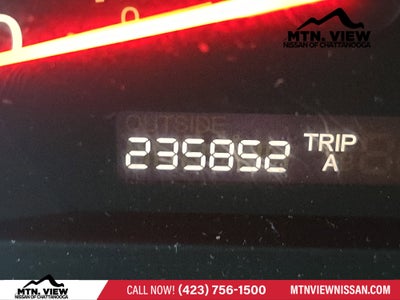 MTN. VIEW
NISSAN OF CHATTANOOGA
0
OUTSIDE
235852
TRIP
A
MTN. VIEW
NISSAN OF CHATTANOOGA
CALL NOW! (423) 756-1500
MTNVIEWNISSAN.COM